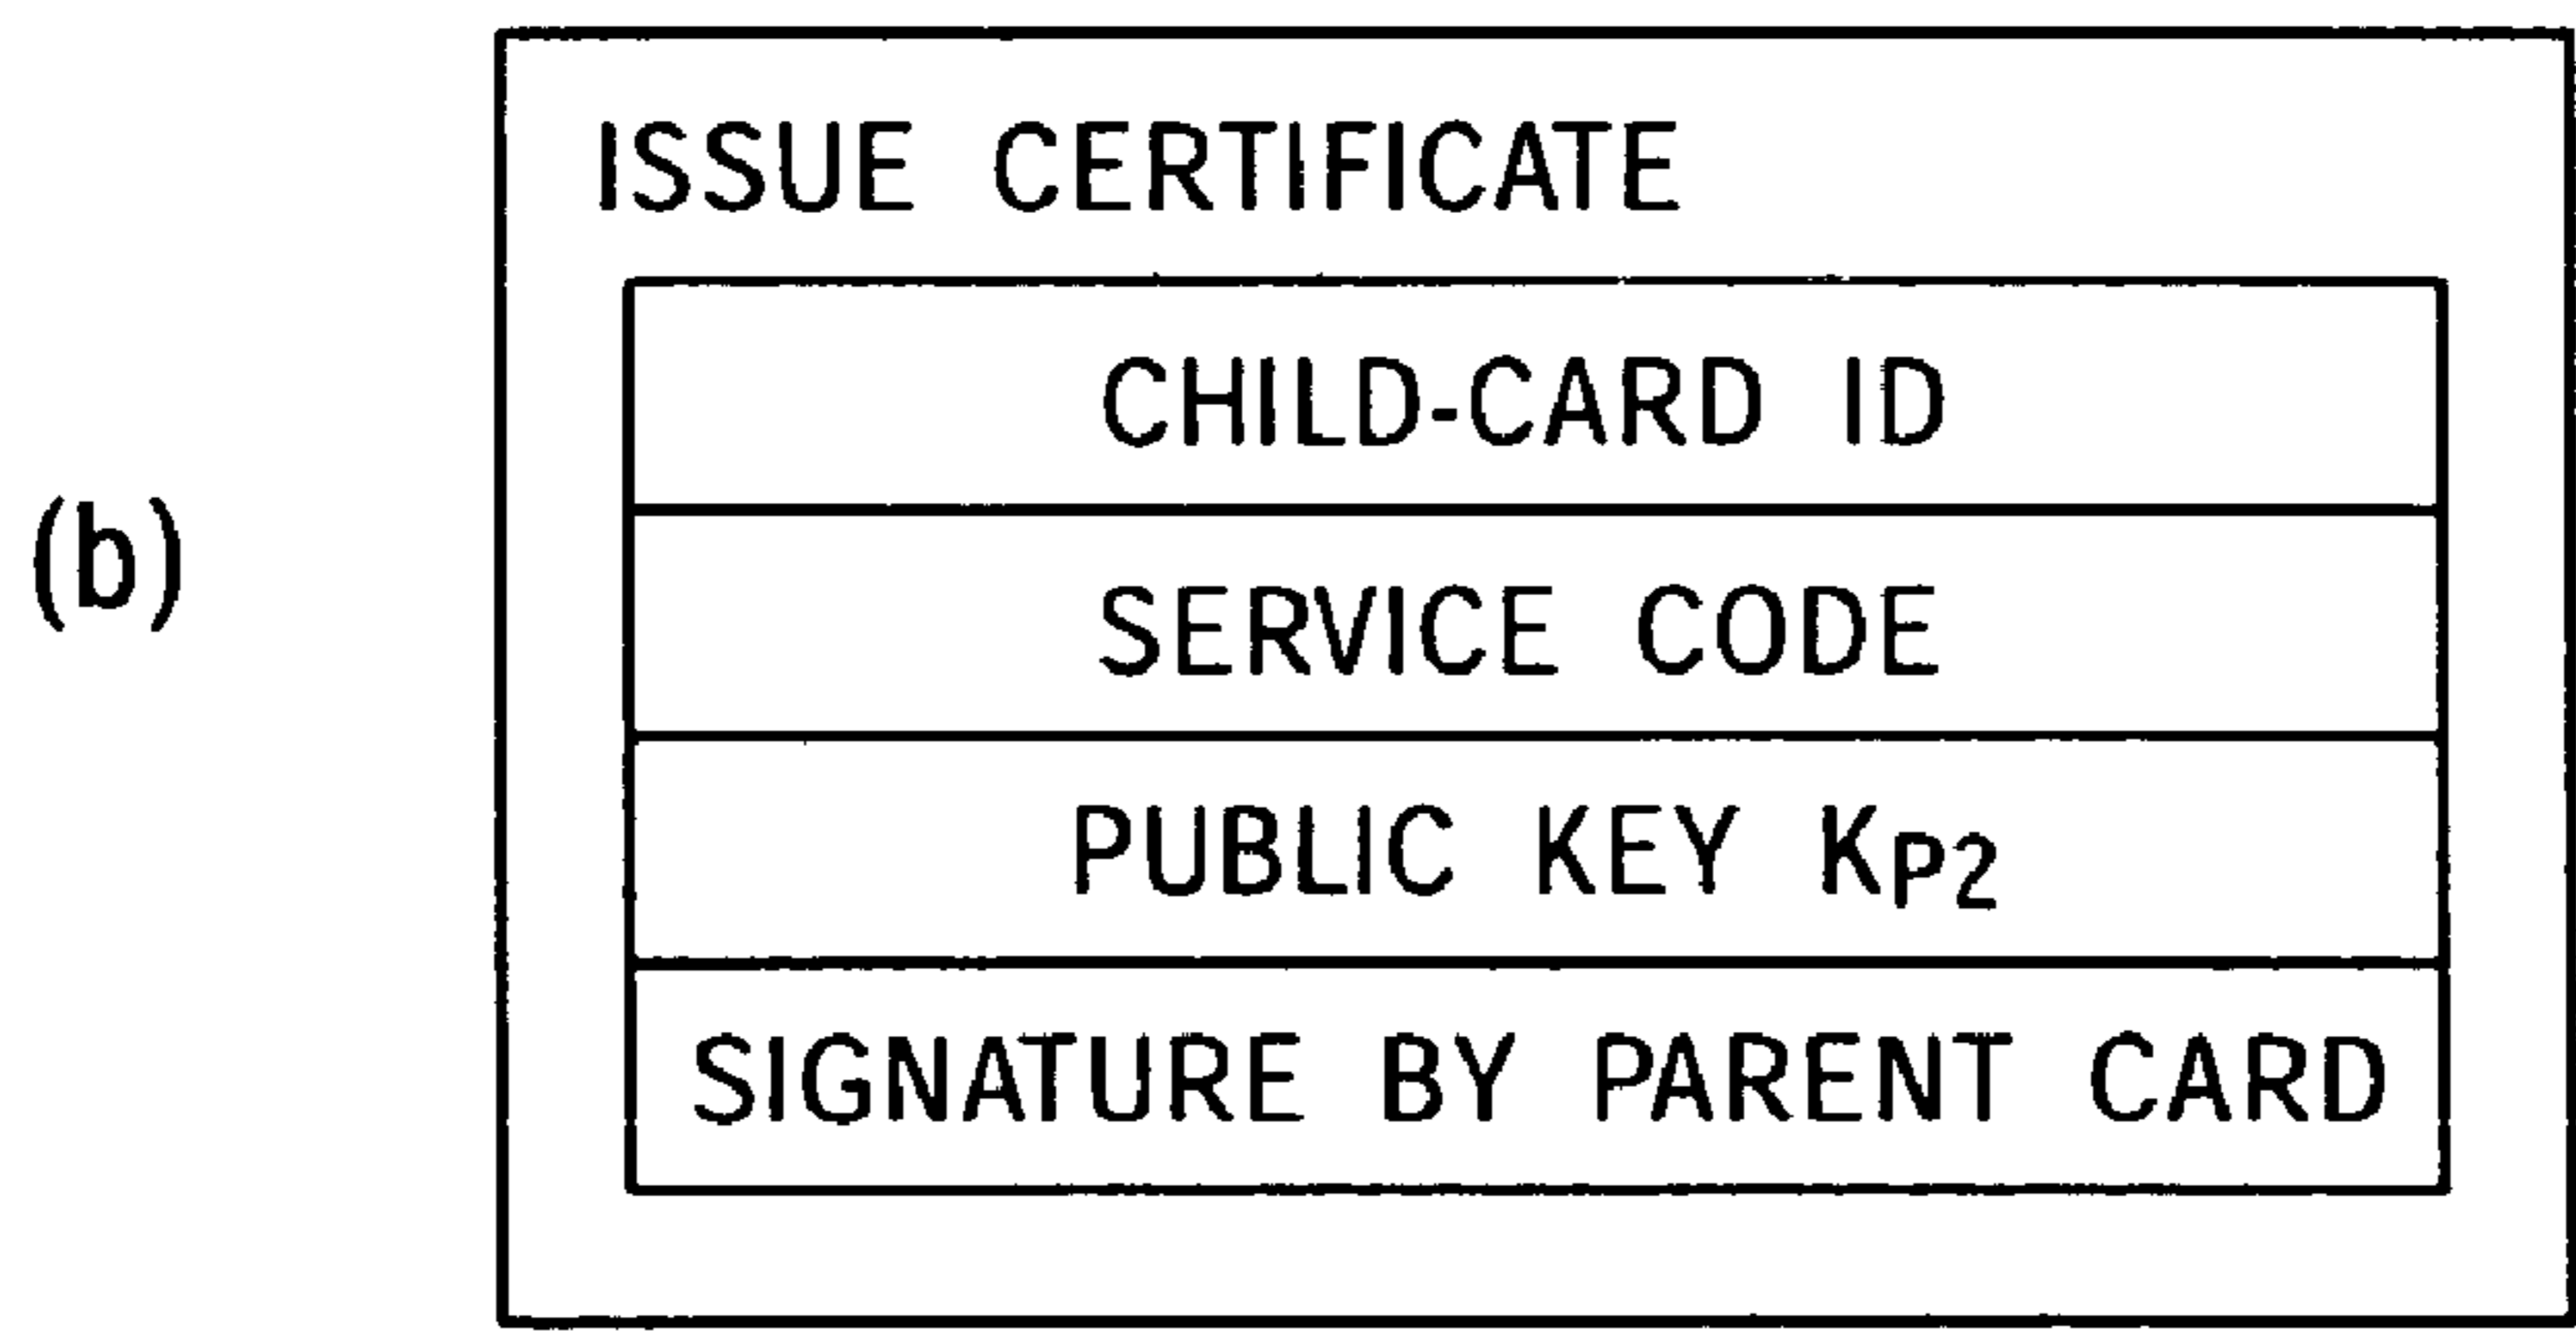 ISSUE CERTIFICATE
CHILD-CARD ID
SERVICE CODE
(b)
PUBLIC KEY KP2
SIGNATURE BY PARENT CARD